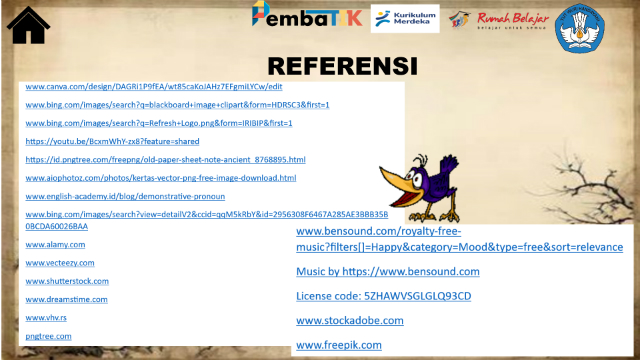 PembaTIK
Kurikulum
Merdeka
Rumah Belajar
belajar untuk semua
REFERENSI
www.canva.com/design/DAGRi1P9fEA/wt85caKoJAHz7EFgmiLYCw/edit
www.bing.com/images/search?q=blackboard+image+clipart&form=HDRSC3&first=1
www.bing.com/images/search?q=Refresh+Logo.png&form=IRIBIP&first=1
https://youtu.be/BcxmWhY-zx8?feature=shared
https://id.pngtree.com/freepng/old-paper-sheet-note-ancient_8768895.html
www.aiophotoz.com/photos/kertas-vector-png-free-image-download.html
www.english-academy.id/blog/demonstrative-pronoun
www.bing.com/images/search?view=detailV2&ccid=qqM5kRbY&id=2956308F6467A285AE3BBB35B
0BCDA60026BAA
www.alamy.com
www.vecteezy.com
www.shutterstock.com
www.dreamstime.com
www.vhv.rs
pngtree.com
www.bensound.com/royalty-free-
music?filters[]=Happy&category=Mood&type=free&sort=relevance
Music by https://www.bensound.com
License code: 5ZHAWVSGLGLQ93CD
www.stockadobe.com
www.freepik.com